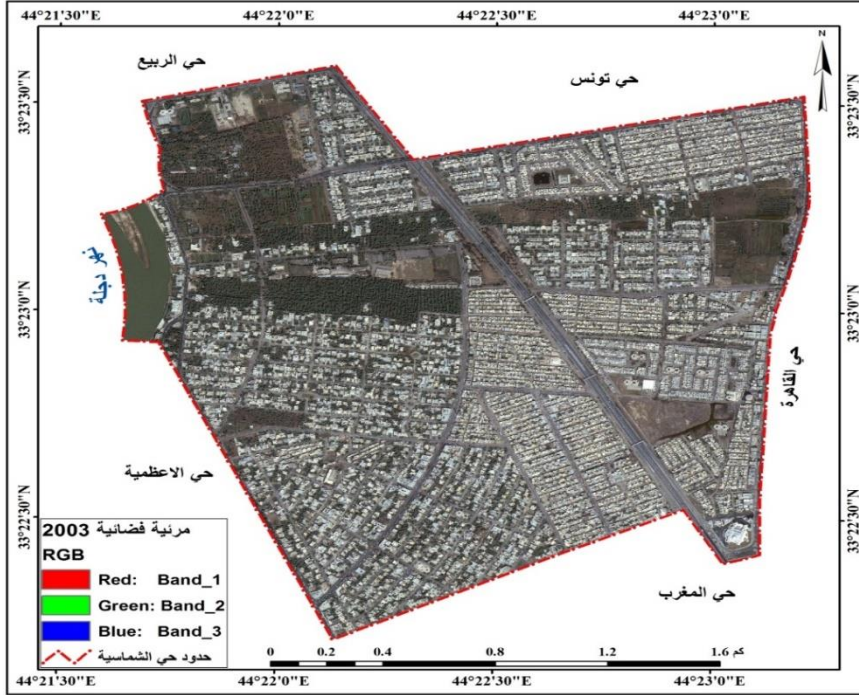 44°21'30"E 44°22'0"E 44°22'30"E 44°23'0"E
33°23'30"N
33°23'0"N
33°22'30"N
N
حي الربيع
حي تونس
نهر دجلة
حي القاهرة
حي الاعظمية
حي المغرب
مرئية فضائية 2003
RGB
Red: Band_1
Green: Band_2
Blue: Band_3
حدود حي الشماسية
0 0.2 0.4 0.8 1.2 1.6 كم
33°23'30"N
33°23'0"N
33°22'30"N
44°21'30"E 44°22'0"E 44°22'30"E 44°23'0"E